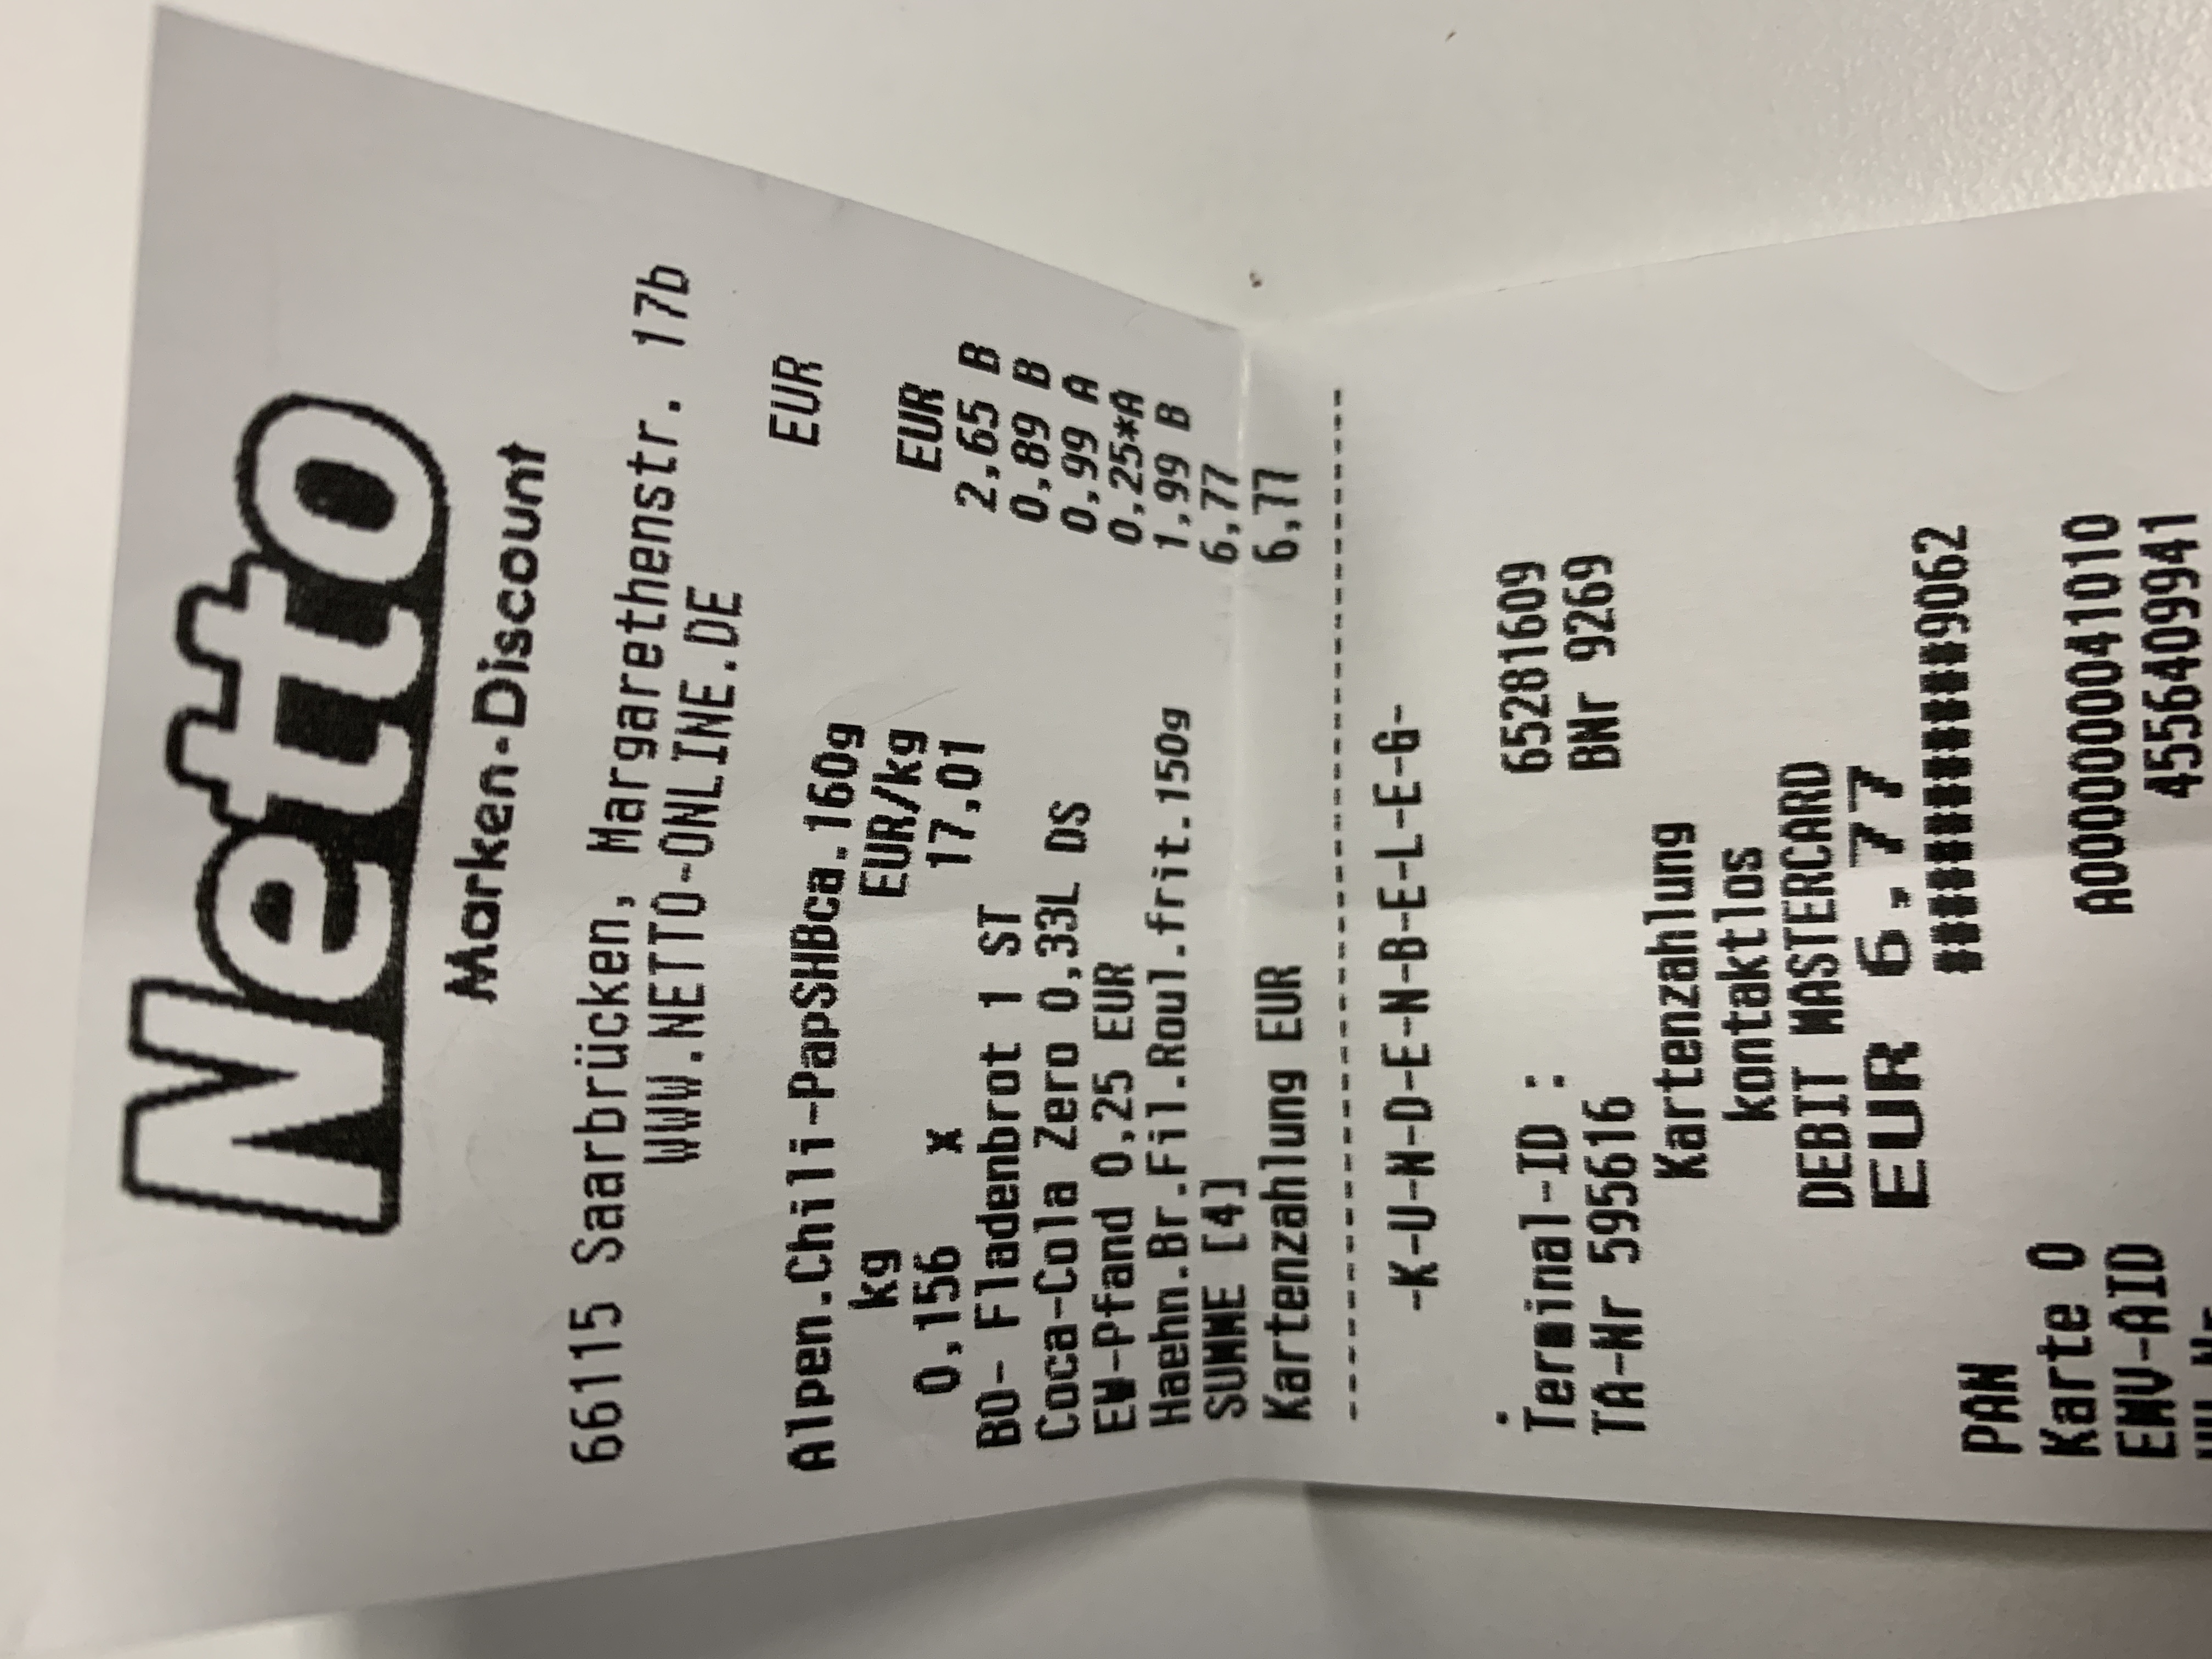 Netto
Marken-Discount
66115 Saarbrücken, Margarethenstr. 17b
WWW.NETTO-ONLINE.DE
EUR
Alpen.Chili-PapSHBca.160g
kg EUR/kg EUR
0,156 x 17,01 2,65 B
BO- Fladenbrot 1 ST 0,89 B
Coca-Cola Zero 0,33L DS 0,99 A
EW-Pfand 0,25 EUR 0,25*A
Haehn.Br.Fil.Roul.frit.150g 1,99 B
SUMME [4] 6,77
Kartenzahlung EUR 6,77
--------------------------------------
-K-U-N-D-E-N-B-E-L-E-G-
.
Terminal-ID : 65281609
TA-Nr 595616 BNr 9269
Kartenzahlung
kontaktlos
DEBIT MASTERCARD
EUR 6,77
PAN ############9062
Karte 0
EMV-AID A0000000041010
4556409941